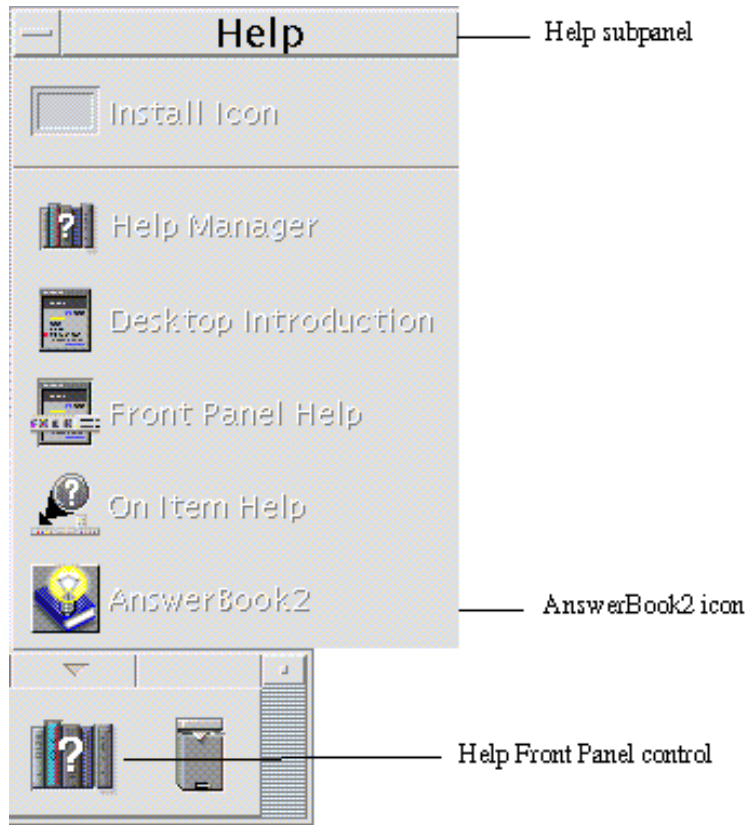 Help
Help subpanel
Install Icon
Help Manager
Desktop Introduction
Front Panel Help
On Item Help
AnswerBook2
AnswerBook2 icon
Help Front Panel control